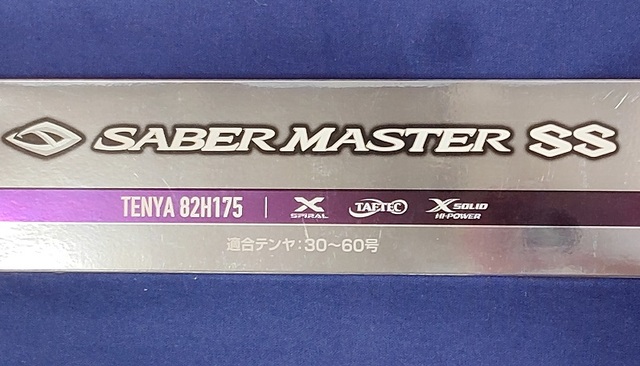 SABER MASTER SS
TENYA 82H175 | X SPIRAL TAFTEC X SOLID HI-POWER
適合テンヤ:30〜60号